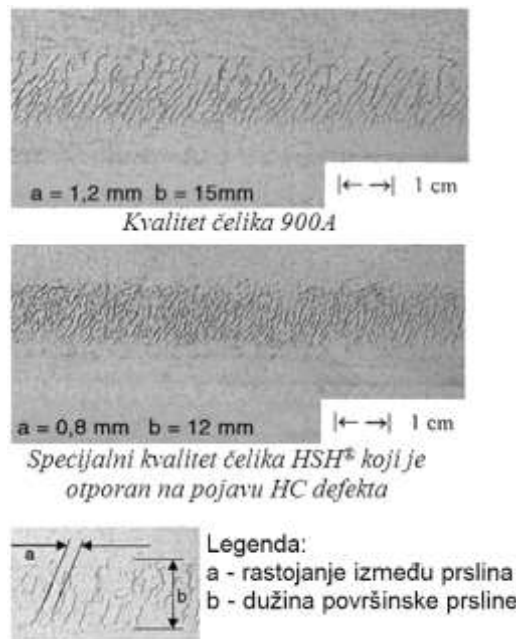 a = 1,2 mm b = 15mm
|← →| 1 cm
Kvalitet čelika 900A
a = 0,8 mm b = 12 mm
|← →| 1 cm
Specijalni kvalitet čelika HSH® koji je
otporan na pojavu HC defekta
a
b
Legenda:
a - rastojanje između prslina
b - dužina površinske prsline